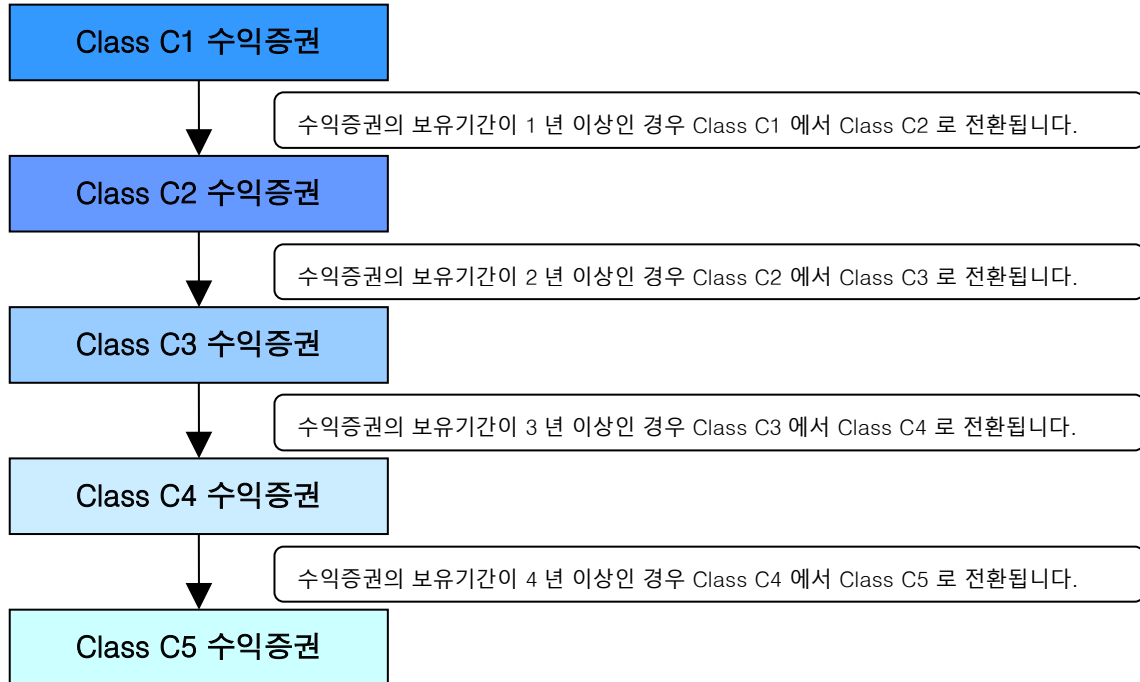 Class C1 수익증권
수익증권의 보유기간이 1 년 이상인 경우 Class C1 에서 Class C2 로 전환됩니다.
Class C2 수익증권
수익증권의 보유기간이 2 년 이상인 경우 Class C2 에서 Class C3 로 전환됩니다.
Class C3 수익증권
수익증권의 보유기간이 3 년 이상인 경우 Class C3 에서 Class C4 로 전환됩니다.
Class C4 수익증권
수익증권의 보유기간이 4 년 이상인 경우 Class C4 에서 Class C5 로 전환됩니다.
Class C5 수익증권